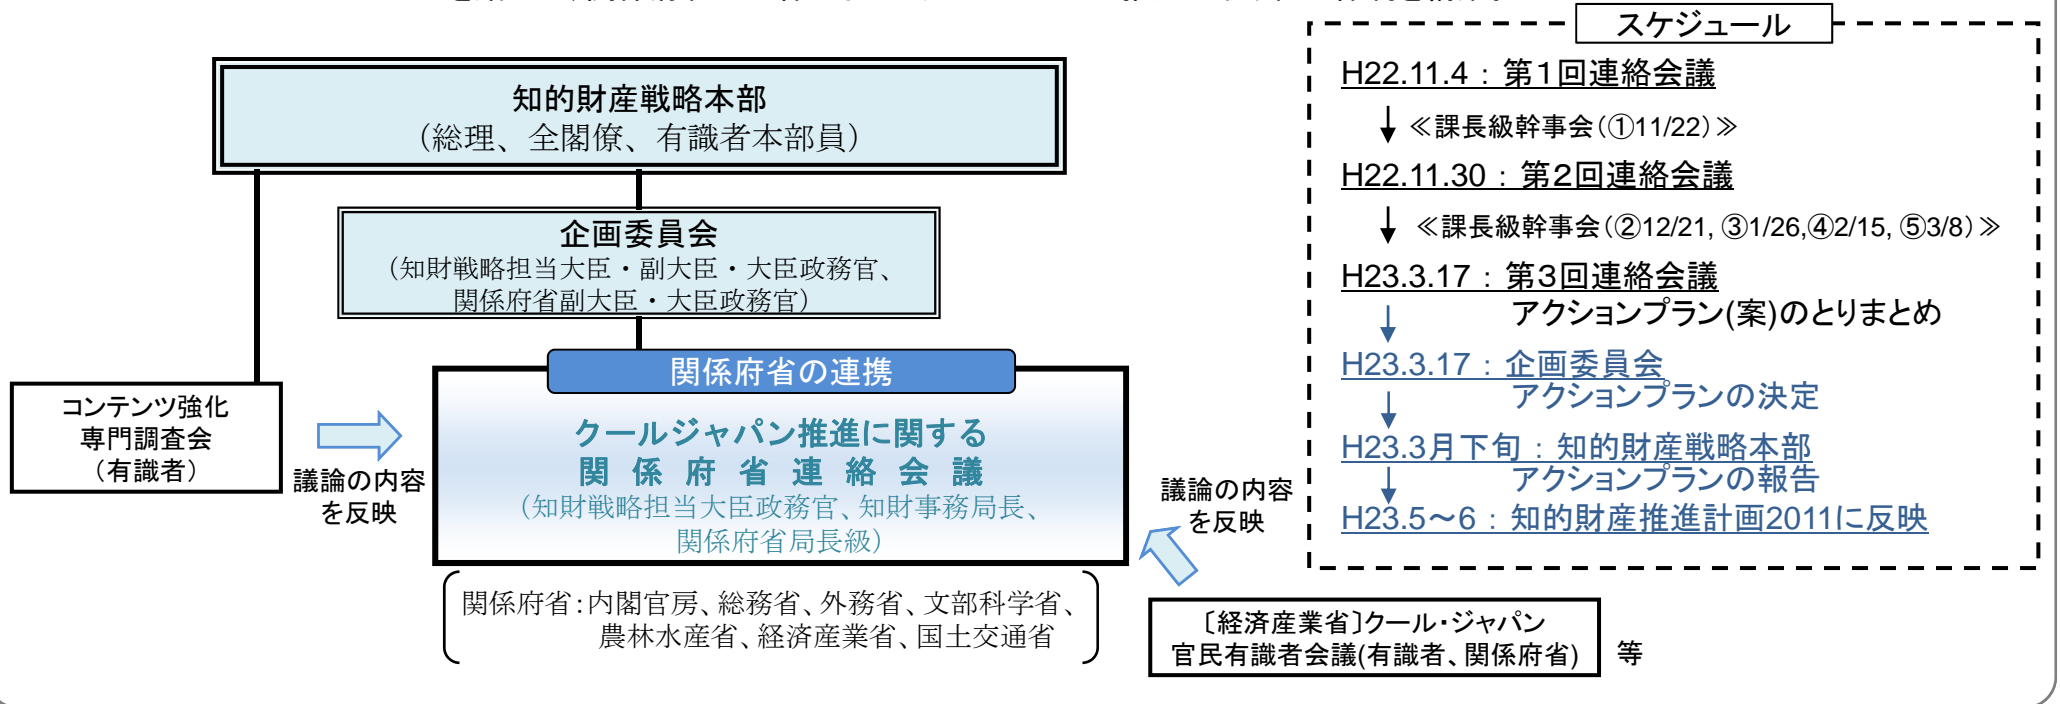 知的財産戦略本部
（総理、全閣僚、有識者本部員）
企画委員会
（知財戦略担当大臣・副大臣・大臣政務官、
関係府省副大臣・大臣政務官）
関係府省の連携
クールジャパン推進に関する
関係府省連絡会議
（知財戦略担当大臣政務官、知財事務局長、
関係府省局長級）
コンテンツ強化
専門調査会
（有識者）
議論の内容
を反映
関係府省：内閣官房、総務省、外務省、文部科学省、
農林水産省、経済産業省、国土交通省
議論の内容
を反映
〔経済産業省〕クール・ジャパン
官民有識者会議(有識者、関係府省)
等
スケジュール
H22.11.4：第１回連絡会議
≪課長級幹事会（①11/22）≫
H22.11.30：第２回連絡会議
≪課長級幹事会（②12/21, ③1/26,④2/15, ⑤3/8）≫
H23.3.17：第３回連絡会議
アクションプラン(案)のとりまとめ
H23.3.17：企画委員会
アクションプランの決定
H23.3月下旬：知的財産戦略本部
アクションプランの報告
H23.5～6：知的財産推進計画2011に反映